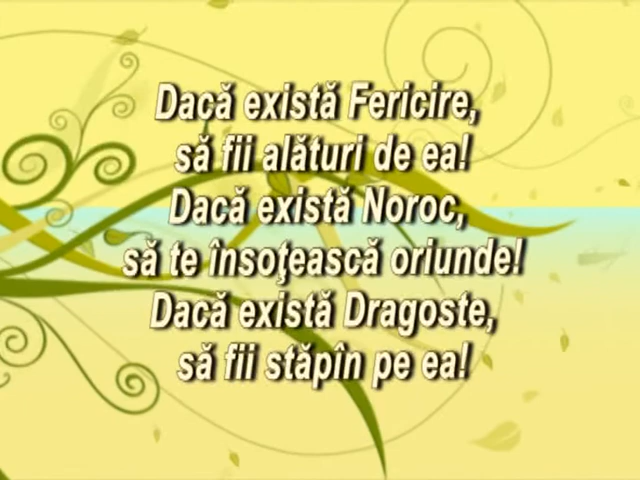 Dacă există Fericire,
să fii alături de ea!
Dacă există Noroc,
să te însoţească oriunde!
Dacă există Dragoste,
să fii stăpîn pe ea!